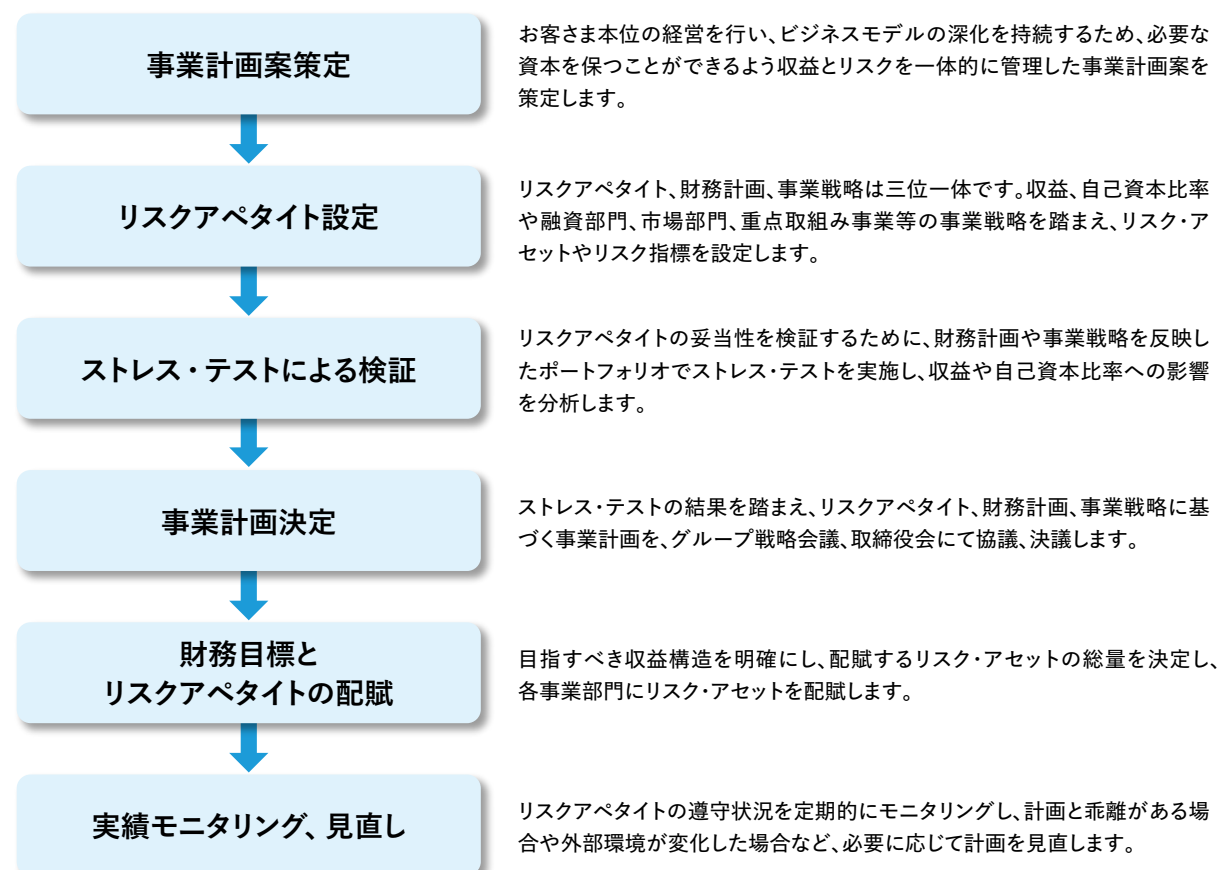 事業計画案策定
お客さま本位の経営を行い、ビジネスモデルの深化を持続するため、必要な
資本を保つことができるよう収益とリスクを一体的に管理した事業計画案を
策定します。
リスクアペタイト設定
リスクアペタイト、財務計画、事業戦略は三位一体です。収益、自己資本比率
や融資部門、市場部門、重点取組み事業等の事業戦略を踏まえ、リスク・ア
セットやリスク指標を設定します。
ストレス・テストによる検証
リスクアペタイトの妥当性を検証するために、財務計画や事業戦略を反映し
たポートフォリオでストレス・テストを実施し、収益や自己資本比率への影響
を分析します。
事業計画決定
ストレス・テストの結果を踏まえ、リスクアペタイト、財務計画、事業戦略に基
づく事業計画を、グループ戦略会議、取締役会にて協議、決議します。
財務目標と
リスクアペタイトの配賦
目指すべき収益構造を明確にし、配賦するリスク・アセットの総量を決定し、
各事業部門にリスク・アセットを配賦します。
実績モニタリング、見直し
リスクアペタイトの遵守状況を定期的にモニタリングし、計画と乖離がある場
合や外部環境が変化した場合など、必要に応じて計画を見直します。